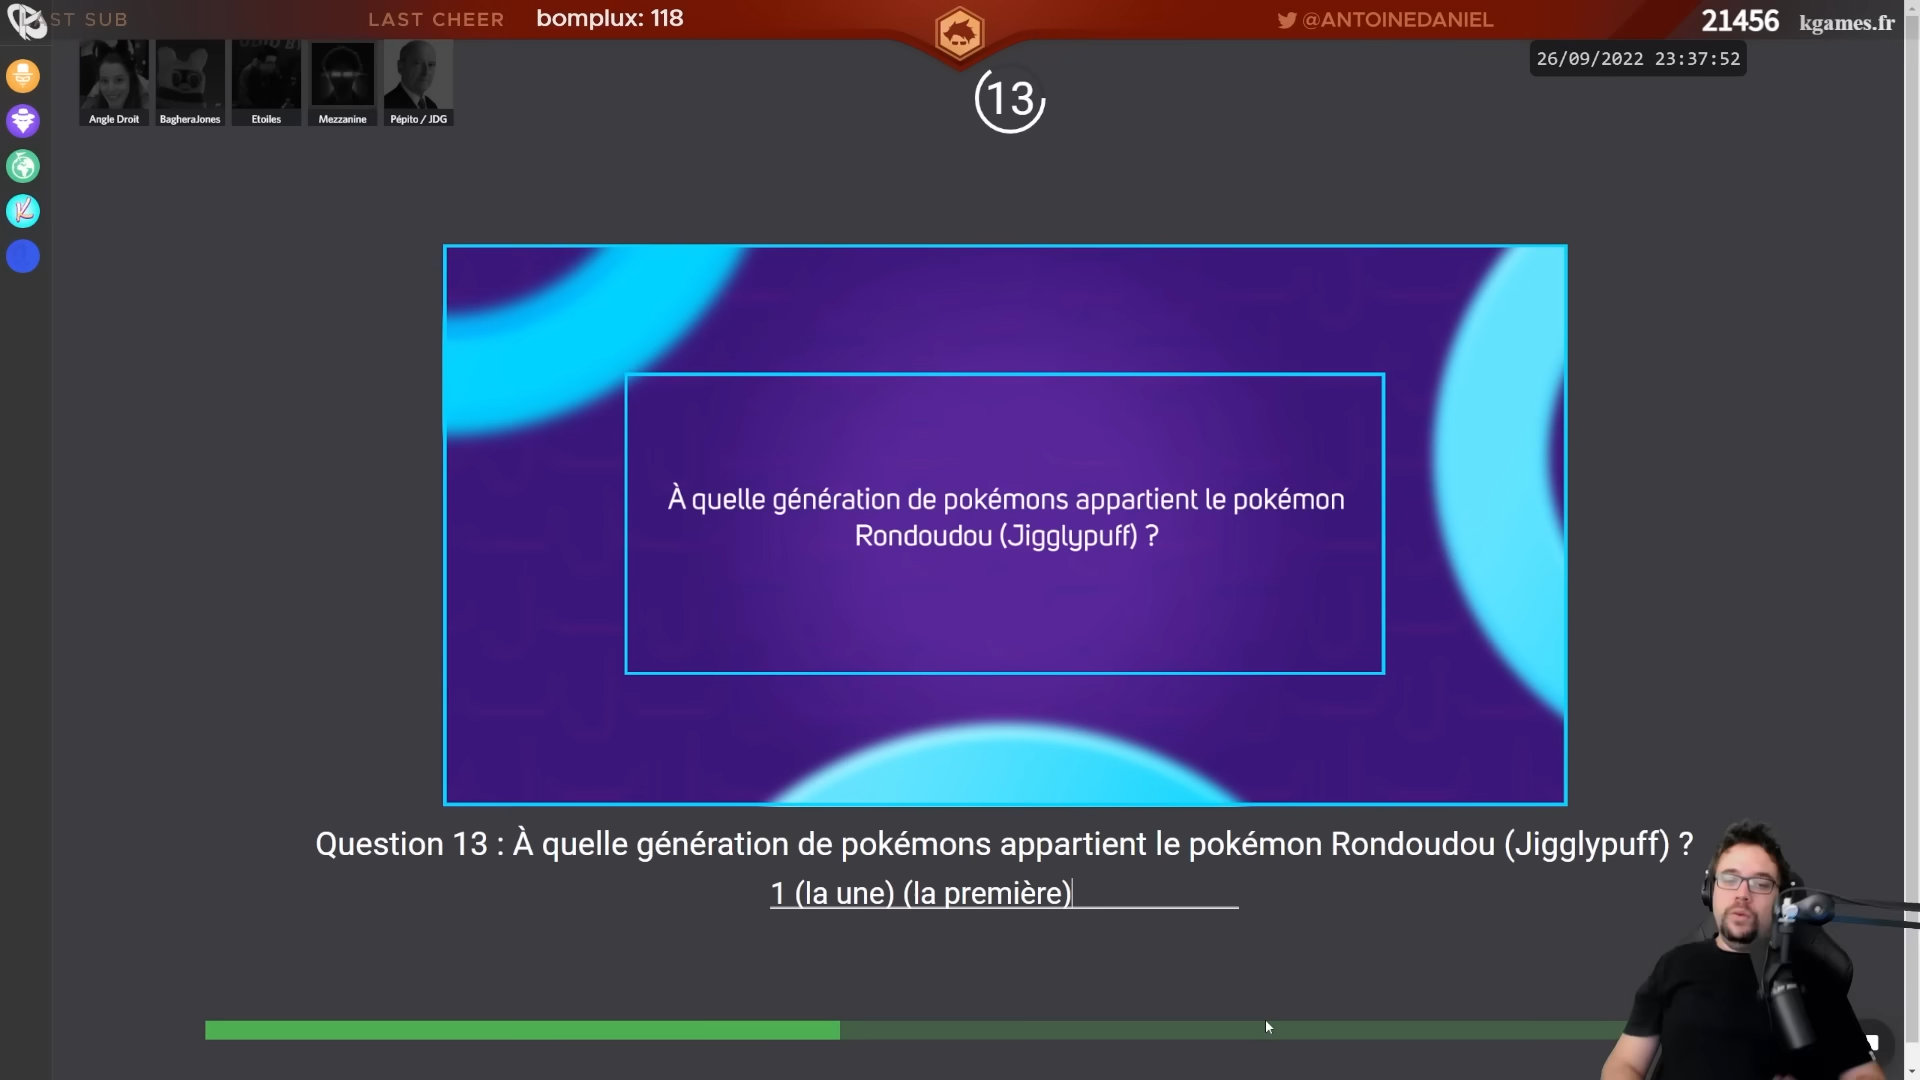 ST SUB
LAST CHEER
bomplux: 118
@ANTOINEDANIEL
21456
kgames.fr
26/09/2022 23:37:52
Angle Droit
BagheraJones
Etoiles
Mezzanine
Pépito / JDG
13
À quelle génération de pokémons appartient le pokémon
Rondoudou (Jigglypuff) ?
Question 13 : À quelle génération de pokémons appartient le pokémon Rondoudou (Jigglypuff) ?
1 (la une) (la première)